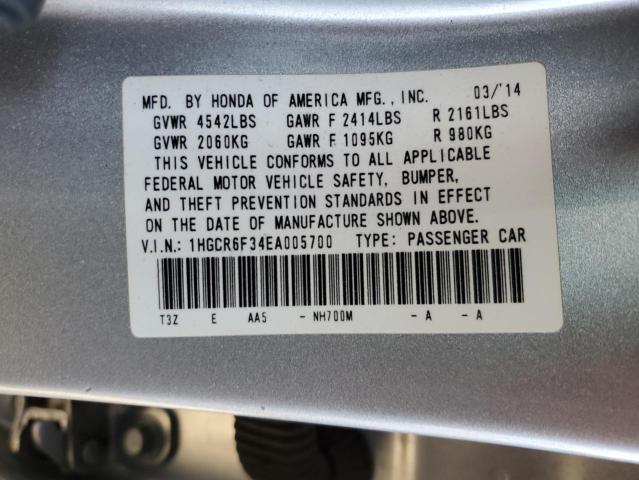 MFD. BY HONDA OF AMERICA MFG., INC. 03/'14
GVWR 4542LBS GAWR F 2414LBS R 2161LBS
GVWR 2060KG GAWR F 1095KG R 980KG
THIS VEHICLE CONFORMS TO ALL APPLICABLE
FEDERAL MOTOR VEHICLE SAFETY, BUMPER,
AND THEFT PREVENTION STANDARDS IN EFFECT
ON THE DATE OF MANUFACTURE SHOWN ABOVE.
V.I.N.: 1HGCR6F34EA005700 TYPE: PASSENGER CAR
T3Z E AA5 - NH700M - A - A